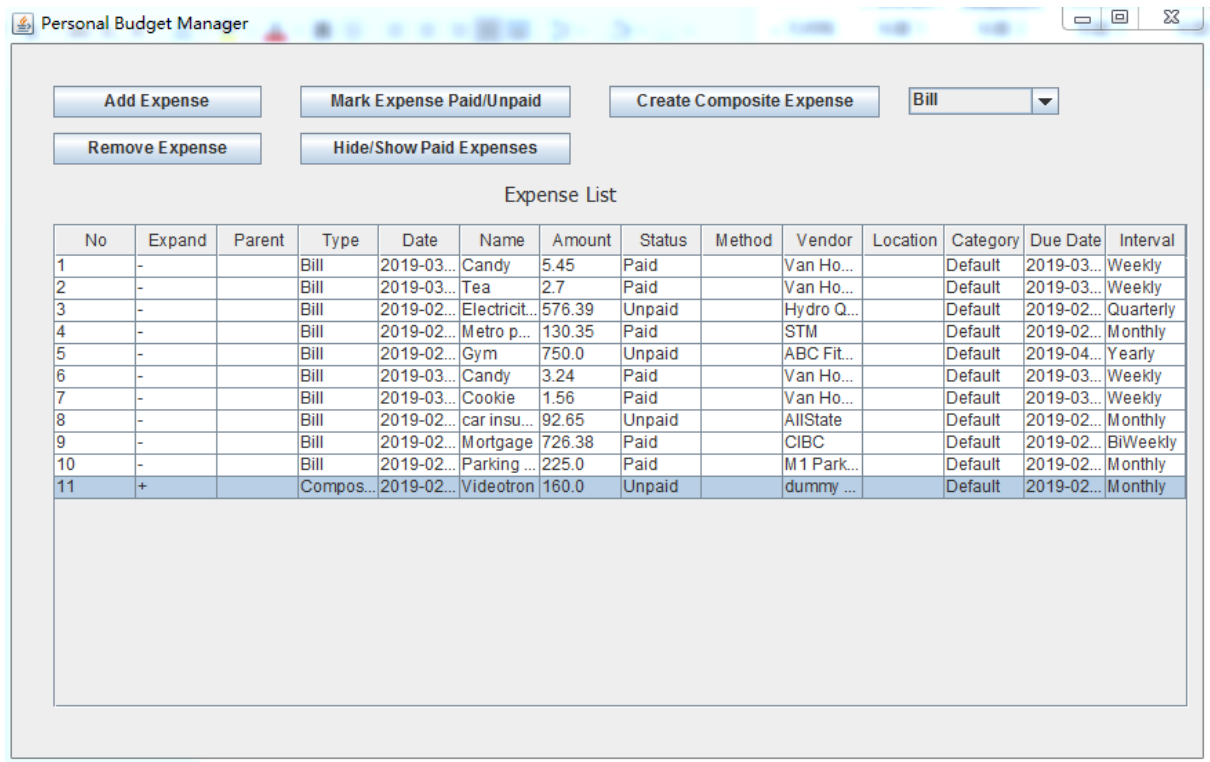 Personal Budget Manager
Add Expense Mark Expense Paid/Unpaid Create Composite Expense Bill
Remove Expense Hide/Show Paid Expenses
Expense List
No Expand Parent Type Date Name Amount Status Method Vendor Location Category Due Date Interval
1 - Bill 2019-03... Candy 5.45 Paid Van Ho... Default 2019-03... Weekly
2 - Bill 2019-03... Tea 2.7 Paid Van Ho... Default 2019-03... Weekly
3 - Bill 2019-02... Electricit... 576.39 Unpaid Hydro Q... Default 2019-02... Quarterly
4 - Bill 2019-02... Metro p... 130.35 Paid STM Default 2019-02... Monthly
5 - Bill 2019-02... Gym 750.0 Unpaid ABC Fit... Default 2019-04... Yearly
6 - Bill 2019-03... Candy 3.24 Paid Van Ho... Default 2019-03... Weekly
7 - Bill 2019-03... Cookie 1.56 Paid Van Ho... Default 2019-03... Weekly
8 - Bill 2019-02... car insu... 92.65 Unpaid AllState Default 2019-02... Monthly
9 - Bill 2019-02... Mortgage 726.38 Paid CIBC Default 2019-02... BiWeekly
10 - Bill 2019-02... Parking ... 225.0 Paid M1 Park... Default 2019-02... Monthly
11 + Compos... 2019-02... Videotron 160.0 Unpaid dummy ... Default 2019-02... Monthly